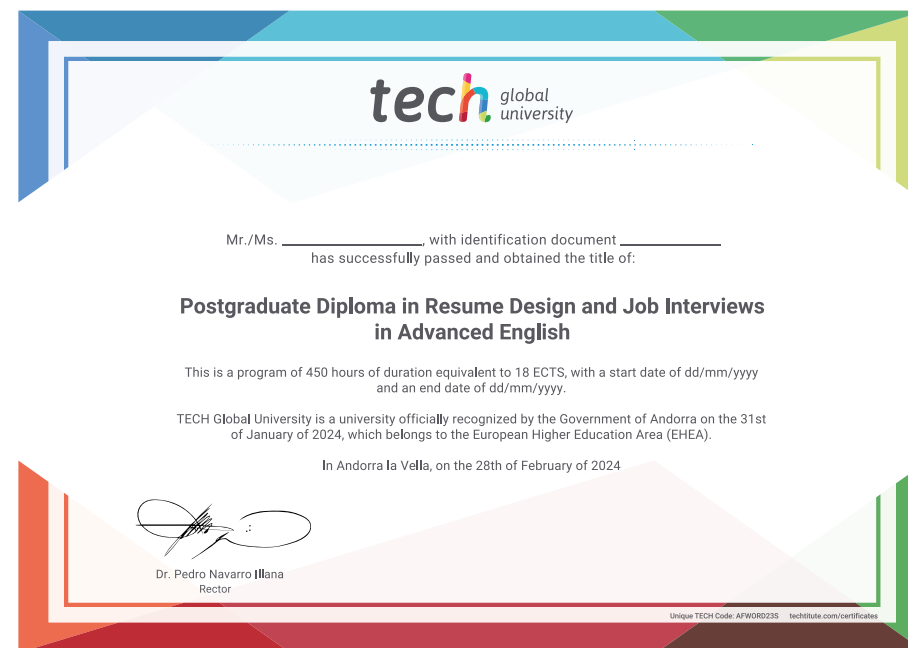 tech global university
Mr./Ms. ____________, with identification document ____________
has successfully passed and obtained the title of:
Postgraduate Diploma in Resume Design and Job Interviews
in Advanced English
This is a program of 450 hours of duration equivalent to 18 ECTS, with a start date of dd/mm/yyyy
and an end date of dd/mm/yyyy.
TECH Global University is a university officially recognized by the Government of Andorra on the 31st
of January of 2024, which belongs to the European Higher Education Area (EHEA).
In Andorra la Vella, on the 28th of February of 2024
Dr. Pedro Navarro Illana
Rector
Unique TECH Code: AFWORD23S techtitute.com/certificates